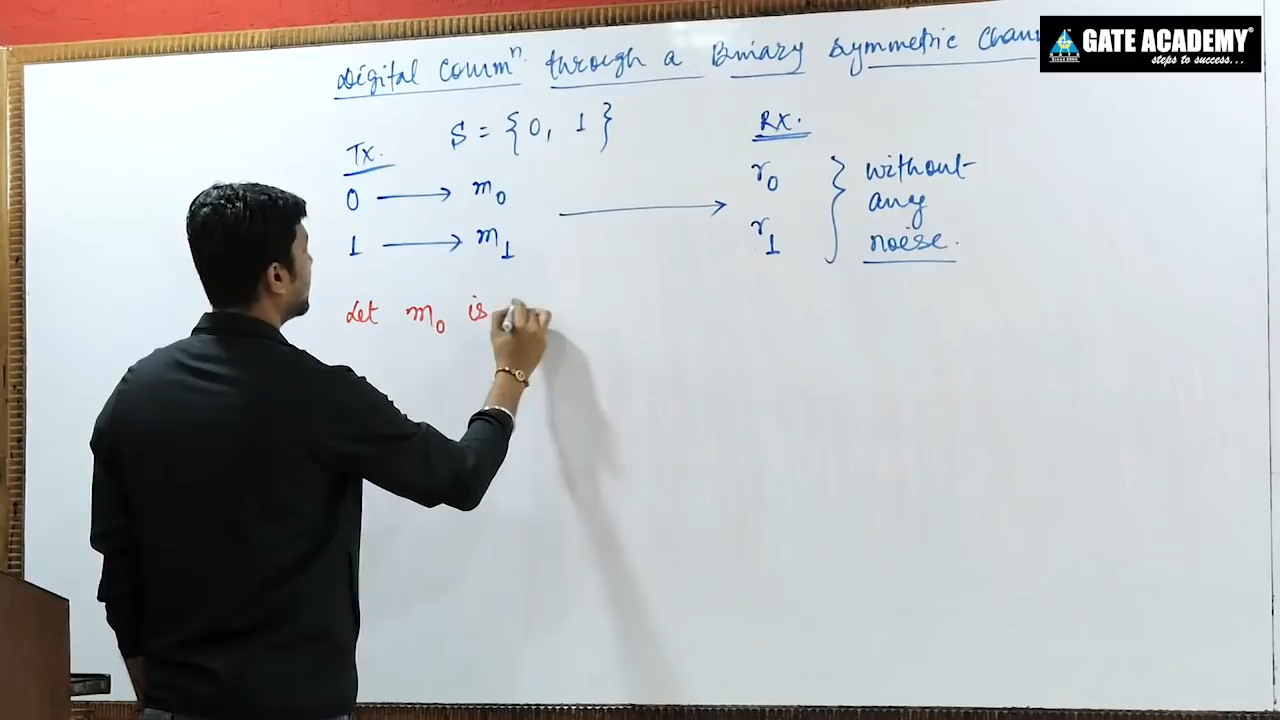 Digital Commⁿ. through a Binary Symmetric
GATE ACADEMY®
steps to success...
S = {0, 1}
Tx.
Rx.
0 → m₀
1 → m₁
r₀
r₁
without
any
noise.
Let m₀ is